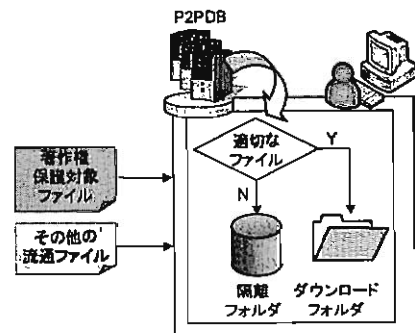 P2PDB
適切な
ファイル
Y
N
著作権
保護対象
ファイル
その他の
流通ファイル
隔離
フォルダ
ダウンロード
フォルダ